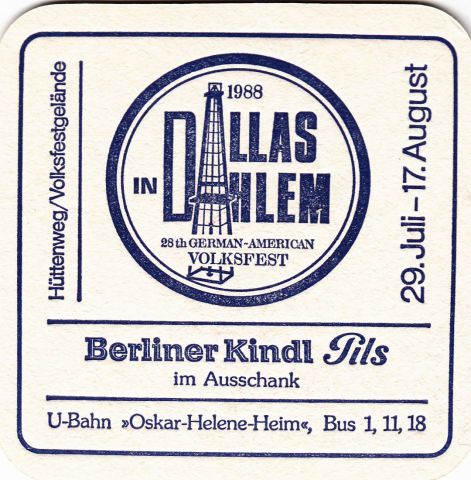 Hüttenweg/Volksfestgelände
1988
DALLAS
IN DAHLEM
28th GERMAN-AMERICAN
VOLKSFEST
29. Juli – 17. August
Berliner Kindl Pils
im Ausschank
U-Bahn »Oskar-Helene-Heim«, Bus 1, 11, 18